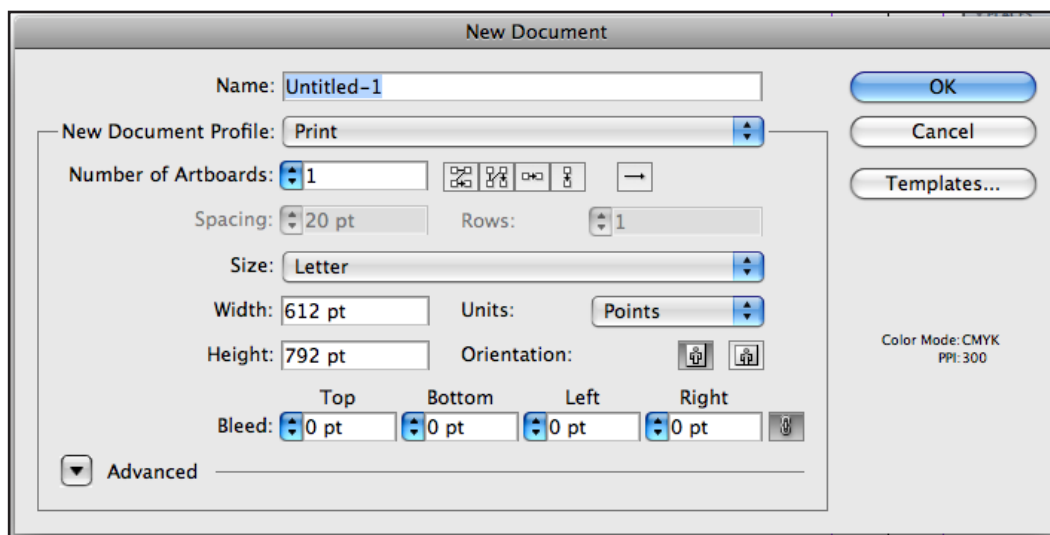 New Document
Name: Untitled-1
OK
New Document Profile: Print
Cancel
Number of Artboards: 1
Templates...
Spacing: 20 pt Rows: 1
Size: Letter
Width: 612 pt Units: Points
Height: 792 pt Orientation:
Color Mode: CMYK
PPI: 300
Top Bottom Left Right
Bleed: 0 pt 0 pt 0 pt 0 pt
Advanced